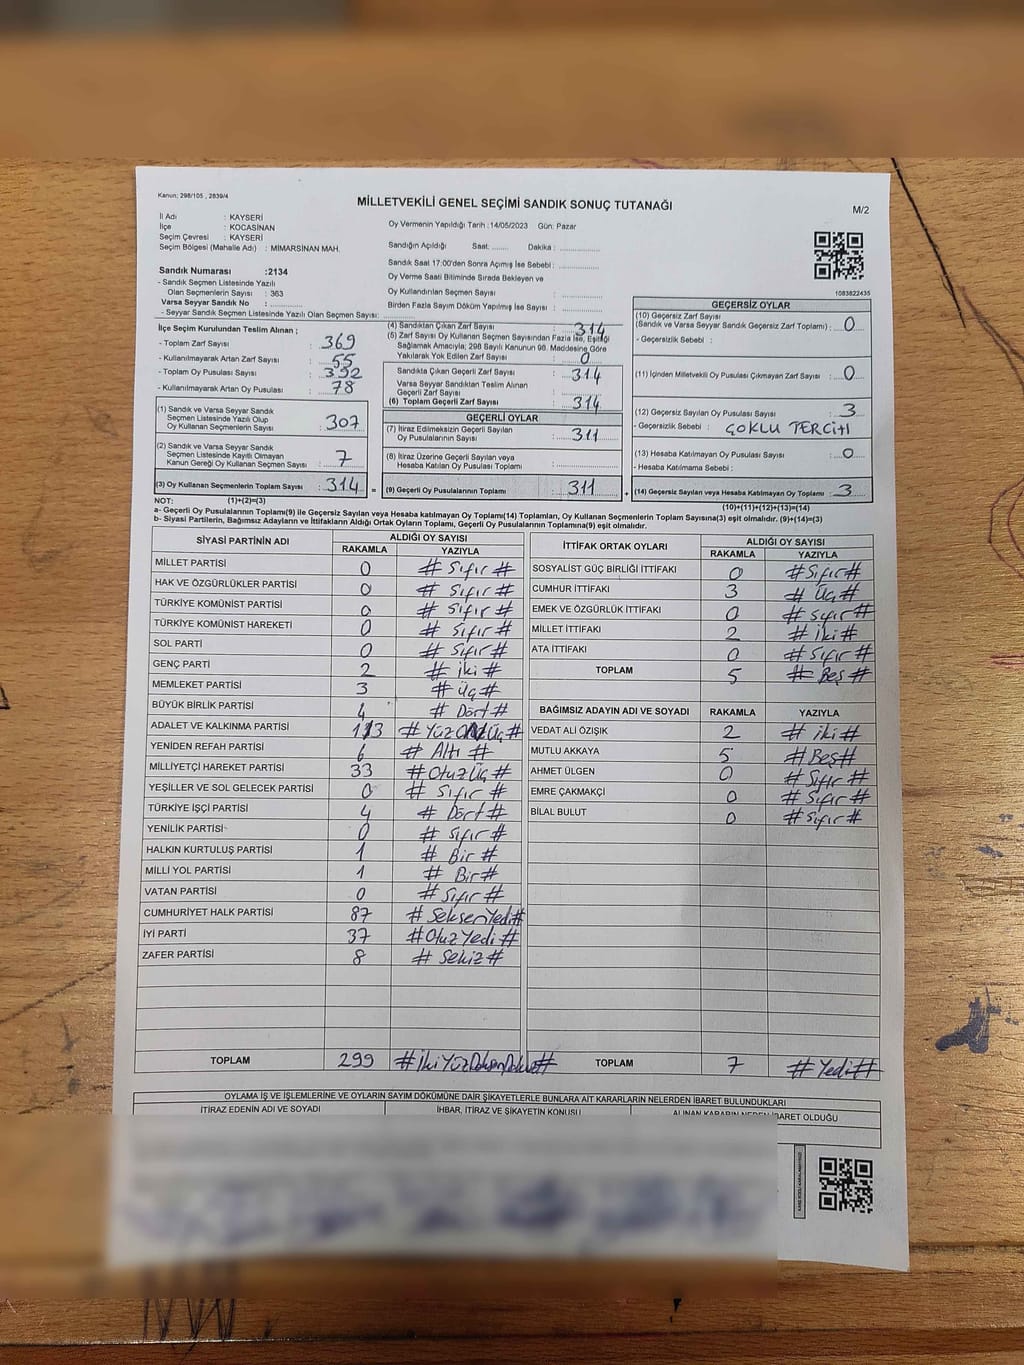 Kanun: 298/105 , 2839/4
MİLLETVEKİLİ GENEL SEÇİMİ SANDIK SONUÇ TUTANAĞI
M/2
İl Adı : KAYSERİ
İlçe : KOCASİNAN
Seçim Çevresi : KAYSERİ
Seçim Bölgesi (Mahalle Adı) : MİMARSİNAN MAH.
Oy Vermenin Yapıldığı Tarih :14/05/2023 Gün: Pazar
Sandığın Açıldığı Saat: ....... Dakika : ..............
Sandık Saat 17:00'den Sonra Açımış İse Sebebi : ..............
Oy Verme Saati Bitiminde Sırada Bekleyen ve
Oy Kullandırılan Seçmen Sayısı : ..............
Birden Fazla Sayım Döküm Yapılmış İse Sayısı : ..............
1083822435
Sandık Numarası :2134
- Sandık Seçmen Listesinde Yazılı
Olan Seçmenlerin Sayısı : 363
Varsa Seyyar Sandık No : ..............
- Seyyar Sandık Seçmen Listesinde Yazılı Olan Seçmen Sayısı: ..............
İlçe Seçim Kurulundan Teslim Alınan ;
- Toplam Zarf Sayısı : 369
- Kullanılmayarak Artan Zarf Sayısı : 55
- Toplam Oy Pusulası Sayısı : 392
- Kullanılmayarak Artan Oy Pusulası : 78
(1) Sandık ve Varsa Seyyar Sandık
Seçmen Listesinde Yazılı Olup
Oy Kullanan Seçmenlerin Sayısı : 307
(2) Sandık ve Varsa Seyyar Sandık
Seçmen Listesinde Kayıtlı Olmayan
Kanun Gereği Oy Kullanan Seçmen Sayısı : 7
(3) Oy Kullanan Seçmenlerin Toplam Sayısı : 314 =
(4) Sandıktan Çıkan Zarf Sayısı : 314
(5) Zarf Sayısı Oy Kullanan Seçmen Sayısından Fazla İse, Eşitliği
Sağlamak Amacıyla; 298 Sayılı Kanunun 98. Maddesine Göre
Yakılarak Yok Edilen Zarf Sayısı : 0
Sandıkta Çıkan Geçerli Zarf Sayısı : 314
Varsa Seyyar Sandıktan Teslim Alınan
Geçerli Zarf Sayısı : ..............
(6) Toplam Geçerli Zarf Sayısı : 314
GEÇERLİ OYLAR
(7) İtiraz Edilmeksizin Geçerli Sayılan
Oy Pusulalarının Sayısı : 311
(8) İtiraz Üzerine Geçerli Sayılan veya
Hesaba Katılan Oy Pusulası Toplamı : ..............
(9) Geçerli Oy Pusulalarının Toplamı : 311 +
GEÇERSİZ OYLAR
(10) Geçersiz Zarf Sayısı
(Sandık ve Varsa Seyyar Sandık Geçersiz Zarf Toplamı) : 0
- Geçersizlik Sebebi :
(11) İçinden Milletvekili Oy Pusulası Çıkmayan Zarf Sayısı : 0
(12) Geçersiz Sayılan Oy Pusulası Sayısı : 3
- Geçersizlik Sebebi : ÇOKLU TERCİH
(13) Hesaba Katılmayan Oy Pusulası Sayısı : 0
- Hesaba Katılmama Sebebi :
(14) Geçersiz Sayılan veya Hesaba Katılmayan Oy Toplamı : 3
NOT: (1)+(2)=(3)
(10)+(11)+(12)+(13)=(14)
a- Geçerli Oy Pusulalarının Toplamı(9) ile Geçersiz Sayılan veya Hesaba katılmayan Oy Toplamı(14) Toplamları, Oy Kullanan Seçmenlerin Toplam Sayısına(3) eşit olmalıdır. (9)+(14)=(3)
b- Siyasi Partilerin, Bağımsız Adayların ve İttifakların Aldığı Ortak Oyların Toplamı, Geçerli Oy Pusulalarının Toplamına(9) eşit olmalıdır.
SİYASİ PARTİNİN ADI ALDIĞI OY SAYISI
RAKAMLA YAZIYLA
MİLLET PARTİSİ 0 # Sıfır #
HAK VE ÖZGÜRLÜKLER PARTİSİ 0 # Sıfır #
TÜRKİYE KOMÜNİST PARTİSİ 0 # Sıfır #
TÜRKİYE KOMÜNİST HAREKETİ 0 # Sıfır #
SOL PARTİ 0 # Sıfır #
GENÇ PARTİ 2 # iki #
MEMLEKET PARTİSİ 3 # Üç #
BÜYÜK BİRLİK PARTİSİ 4 # Dört #
ADALET VE KALKINMA PARTİSİ 113 # Yüz ON Üç #
YENİDEN REFAH PARTİSİ 6 # Altı #
MİLLİYETÇİ HAREKET PARTİSİ 33 # Otuz Üç #
YEŞİLLER VE SOL GELECEK PARTİSİ 0 # Sıfır #
TÜRKİYE İŞÇİ PARTİSİ 4 # Dört #
YENİLİK PARTİSİ 0 # Sıfır #
HALKIN KURTULUŞ PARTİSİ 1 # Bir #
MİLLİ YOL PARTİSİ 1 # Bir #
VATAN PARTİSİ 0 # Sıfır #
CUMHURİYET HALK PARTİSİ 87 # SeksenYedi #
İYİ PARTİ 37 # OtuzYedi #
ZAFER PARTİSİ 8 # Sekiz #
TOPLAM 299 # İkiYüzDoksanDokuz #
İTTİFAK ORTAK OYLARI ALDIĞI OY SAYISI
RAKAMLA YAZIYLA
SOSYALİST GÜÇ BİRLİĞİ İTTİFAKI 0 # Sıfır #
CUMHUR İTTİFAKI 3 # Üç #
EMEK VE ÖZGÜRLÜK İTTİFAKI 0 # Sıfır #
MİLLET İTTİFAKI 2 # iki #
ATA İTTİFAKI 0 # Sıfır #
TOPLAM 5 # Beş #
BAĞIMSIZ ADAYIN ADI VE SOYADI RAKAMLA YAZIYLA
VEDAT ALİ ÖZIŞIK 2 # iki #
MUTLU AKKAYA 5 # Beş #
AHMET ÜLGEN 0 # Sıfır #
EMRE ÇAKMAKÇİ 0 # Sıfır #
BİLAL BULUT 0 # Sıfır #
TOPLAM 7 # Yedi #
OYLAMA İŞ VE İŞLEMLERİNE VE OYLARIN SAYIM DÖKÜMÜNE DAİR ŞİKAYETLERLE BUNLARA AİT KARARLARIN NELERDEN İBARET BULUNDUKLARI
İTİRAZ EDENİN ADI VE SOYADI İHBAR, İTİRAZ VE ŞİKAYETİN KONUSU ALINAN KARARIN NEDEN İBARET OLDUĞU